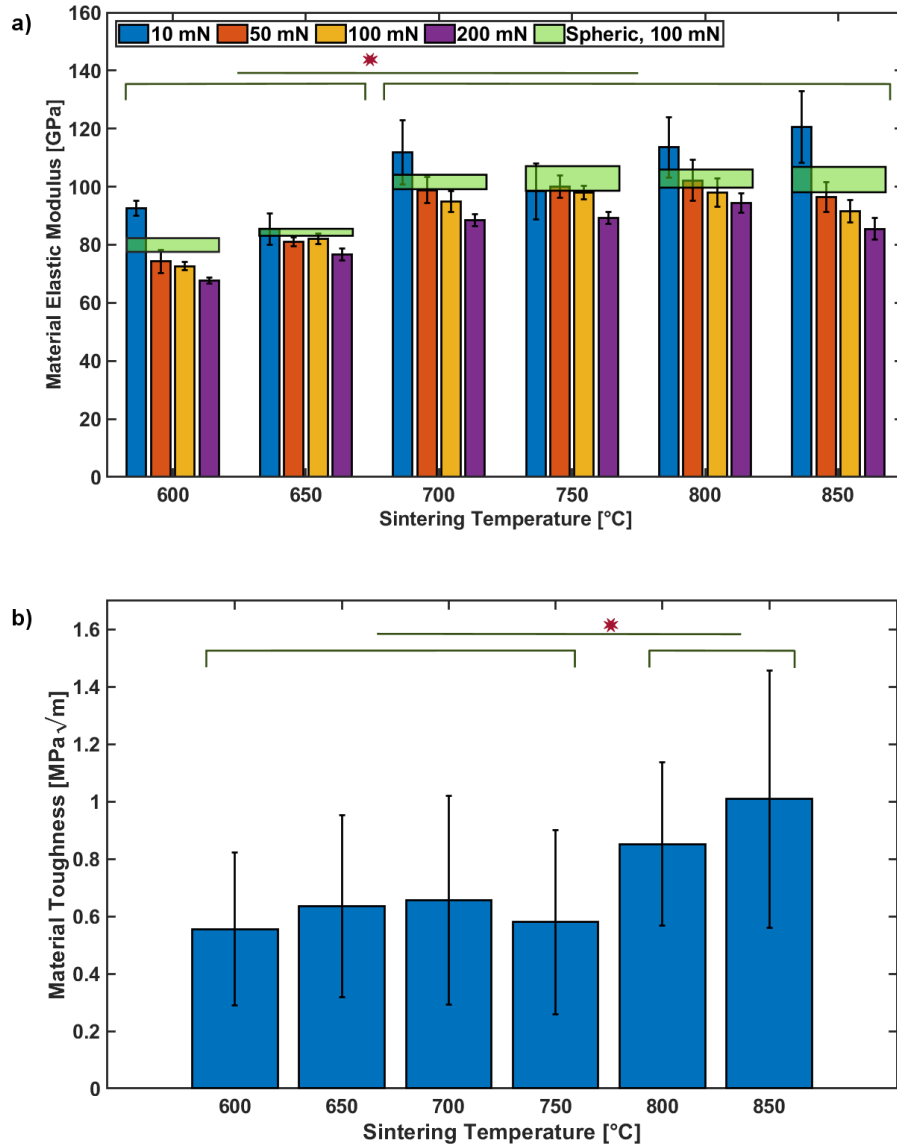 a)
160
10 mN 50 mN 100 mN 200 mN Spheric, 100 mN
140
120
100
80
60
40
20
0
Material Elastic Modulus [GPa]
600 650 700 750 800 850
Sintering Temperature [°C]
b)
1.6
1.4
1.2
1
0.8
0.6
0.4
0.2
0
Material Toughness [MPa√m]
600 650 700 750 800 850
Sintering Temperature [°C]